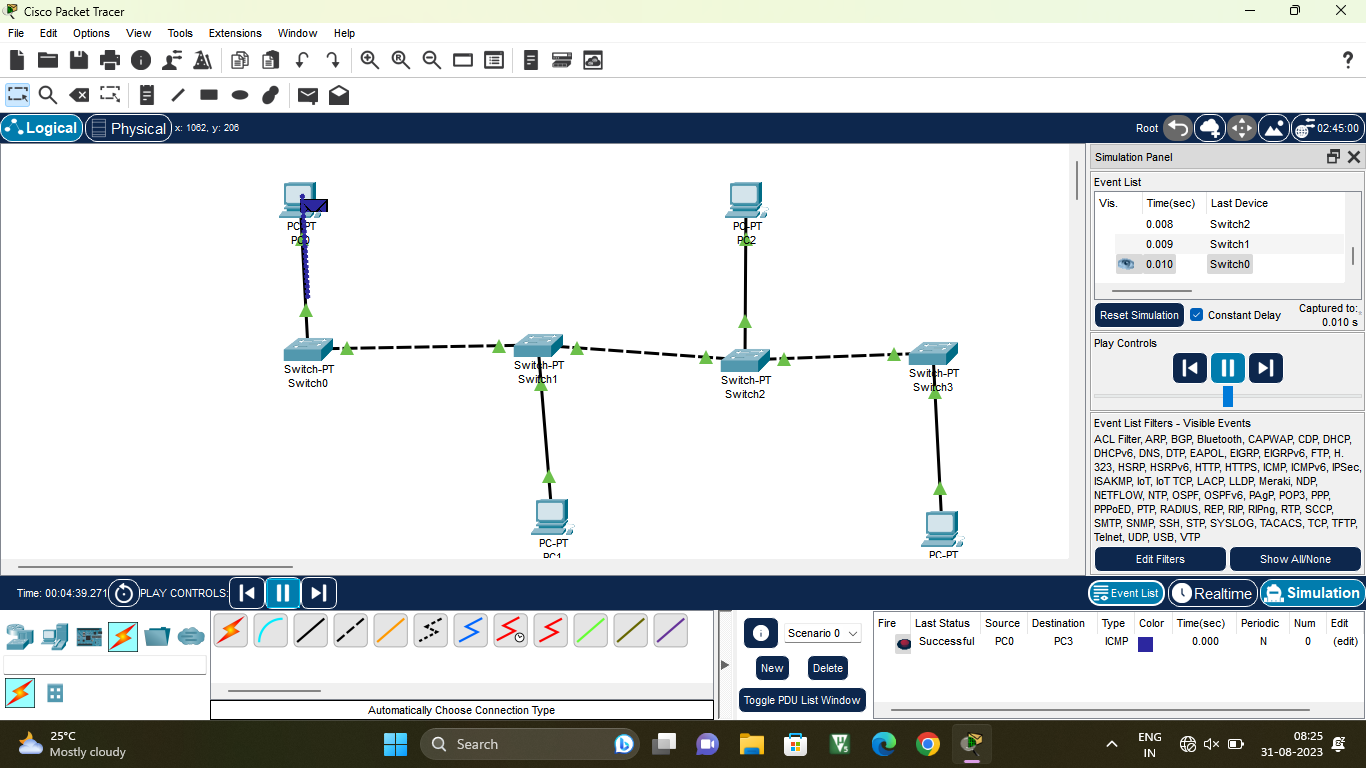 Cisco Packet Tracer
File Edit Options View Tools Extensions Window Help
Logical Physical x: 1062, y: 206 Root 02:45:00
Simulation Panel
Event List
Vis. Time(sec) Last Device
0.008 Switch2
0.009 Switch1
0.010 Switch0
Reset Simulation Constant Delay Captured to:
0.010 s
Play Controls
Event List Filters - Visible Events
ACL Filter, ARP, BGP, Bluetooth, CAPWAP, CDP, DHCP,
DHCPv6, DNS, DTP, EAPOL, EIGRP, EIGRPv6, FTP, H.
323, HSRP, HSRPv6, HTTP, HTTPS, ICMP, ICMPv6, IPSec,
ISAKMP, IoT, IoT TCP, LACP, LLDP, Meraki, NDP,
NETFLOW, NTP, OSPF, OSPFv6, PAgP, POP3, PPP,
PPPoED, PTP, RADIUS, REP, RIP, RIPng, RTP, SCCP,
SMTP, SNMP, SSH, STP, SYSLOG, TACACS, TCP, TFTP,
Telnet, UDP, USB, VTP
Edit Filters Show All/None
PC-PT
PC0
PC-PT
PC2
Switch-PT
Switch0
Switch-PT
Switch1
Switch-PT
Switch2
Switch-PT
Switch3
PC-PT
PC1
PC-PT
Time: 00:04:39.271 PLAY CONTROLS: Event List Realtime Simulation
Automatically Choose Connection Type
Scenario 0
New Delete
Toggle PDU List Window
Fire Last Status Source Destination Type Color Time(sec) Periodic Num Edit
Successful PC0 PC3 ICMP 0.000 N 0 (edit)
25°C
Mostly cloudy
Search
ENG
IN
08:25
31-08-2023